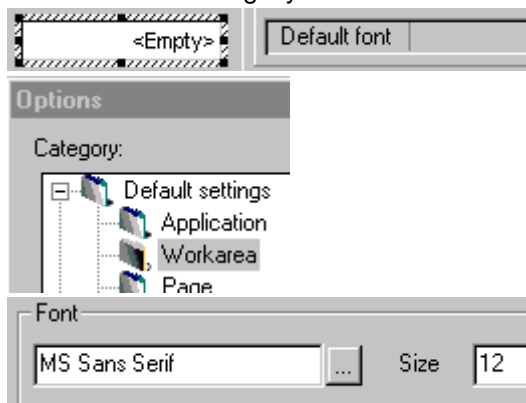 <Empty> Default font
Options
Category:
Default settings
Application
Workarea
Page
Font
MS Sans Serif ... Size 12